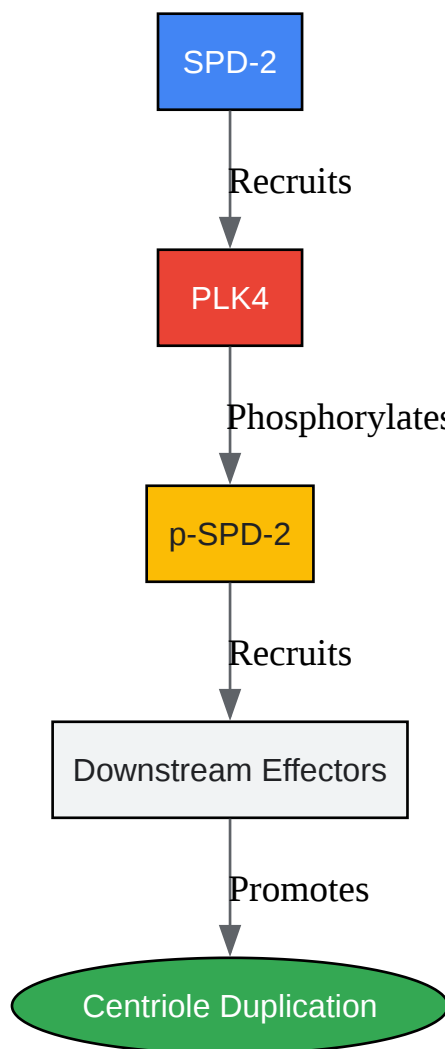 SPD-2
Recruits
PLK4
Phosphorylates
p-SPD-2
Recruits
Downstream Effectors
Promotes
Centriole Duplication